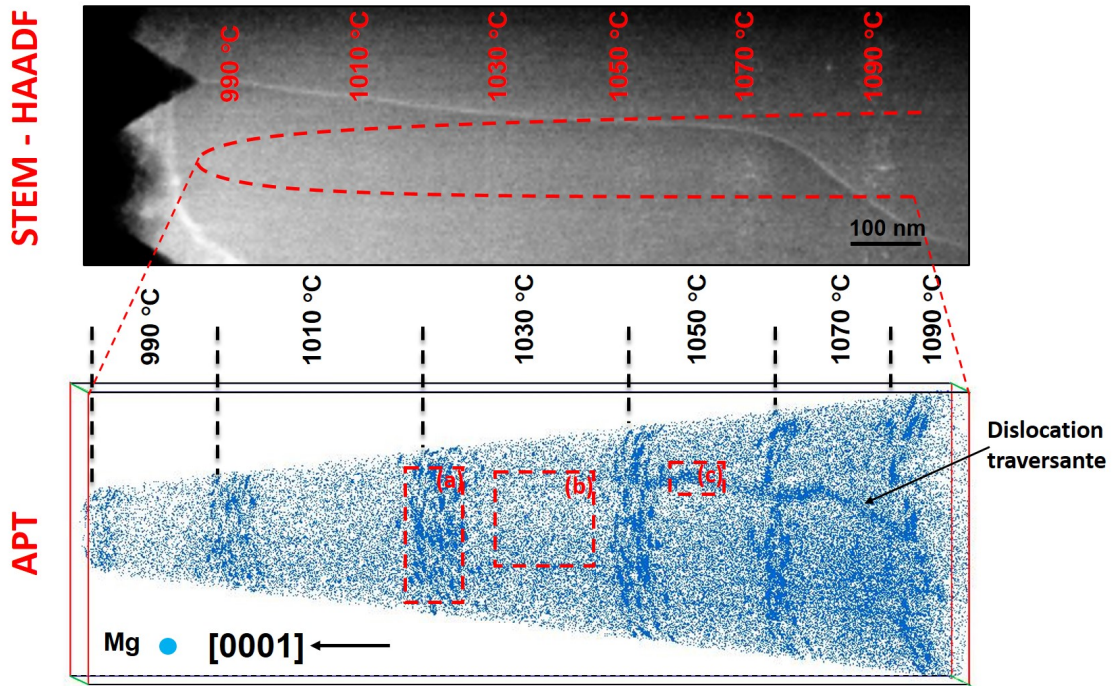 STEM - HAADF
990 °C
1010 °C
1030 °C
1050 °C
1070 °C
1090 °C
100 nm
990 °C
1010 °C
1030 °C
1050 °C
1070 °C
1090 °C
APT
(a)
(b)
(c)
Dislocation
traversante
Mg
[0001]